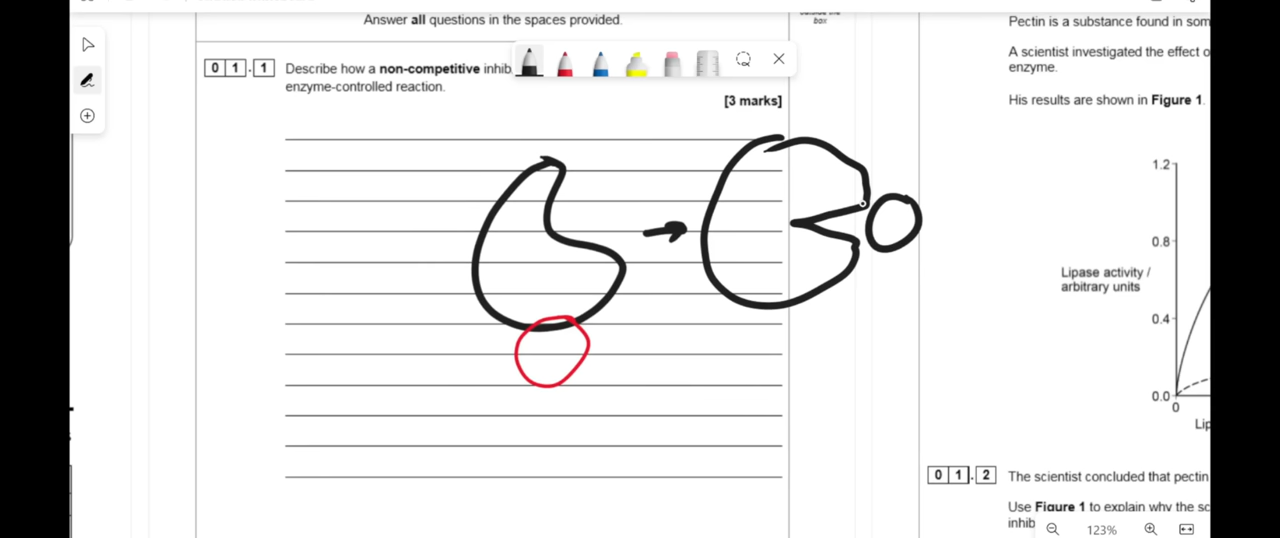 Answer all questions in the spaces provided.
box
0 1 . 1 Describe how a non-competitive inhib
enzyme-controlled reaction.
[3 marks]
Pectin is a substance found in som
A scientist investigated the effect o
enzyme.
His results are shown in Figure 1.
1.2
0.8
Lipase activity /
arbitrary units
0.4
0.0
0
Lip
0 1 . 2 The scientist concluded that pectin
Use Figure 1 to explain why the sc
inhib
123%